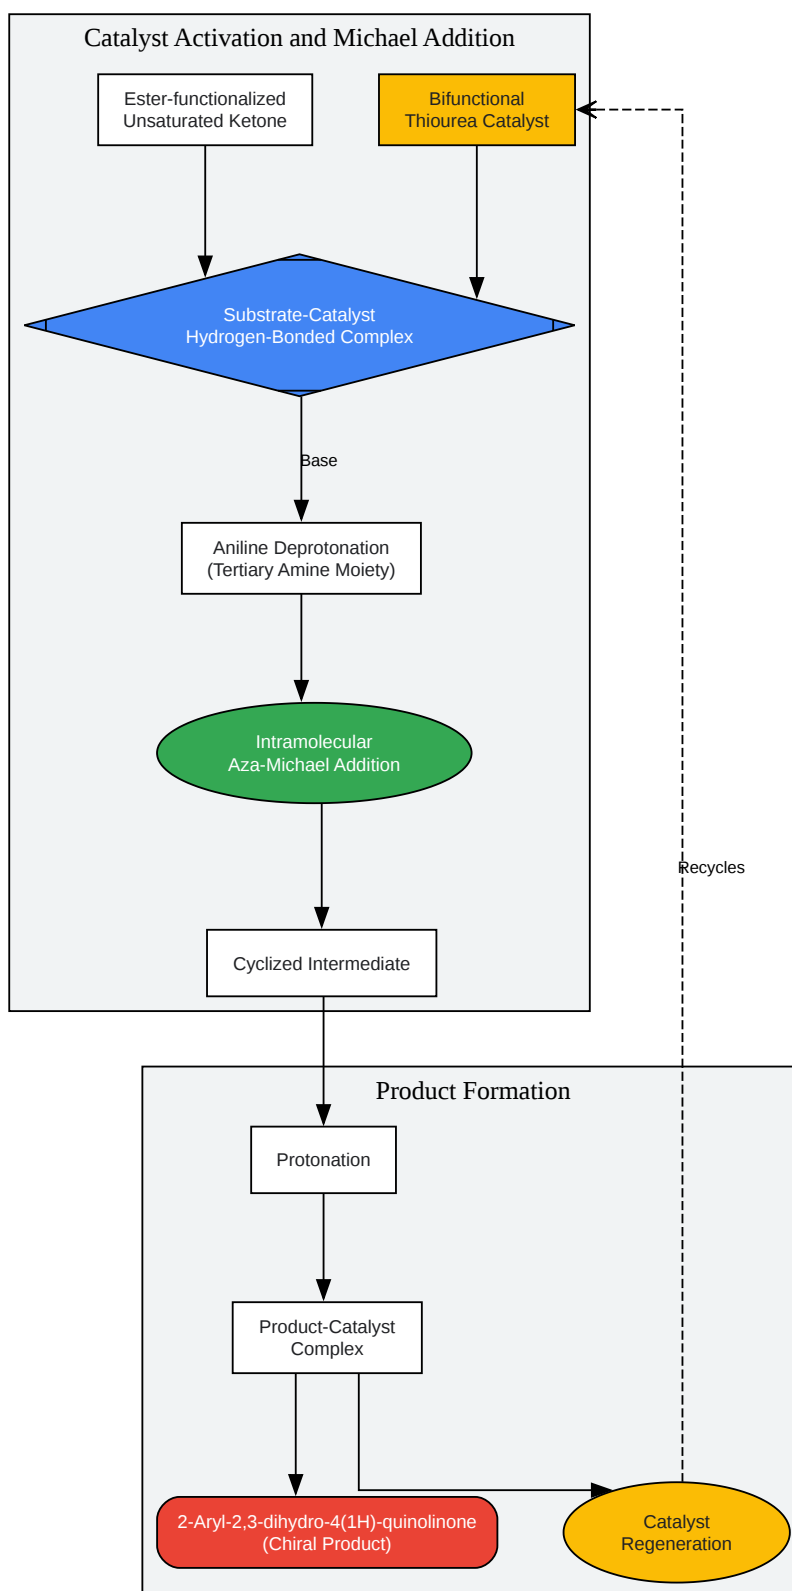 Catalyst Activation and Michael Addition
Ester-functionalized
Unsaturated Ketone
Bifunctional
Thiourea Catalyst
Substrate-Catalyst
Hydrogen-Bonded Complex
Base
Aniline Deprotonation
(Tertiary Amine Moiety)
Intramolecular
Aza-Michael Addition
Recycles
Cyclized Intermediate
Product Formation
Protonation
Product-Catalyst
Complex
2-Aryl-2,3-dihydro-4(1H)-quinolinone
(Chiral Product)
Catalyst
Regeneration